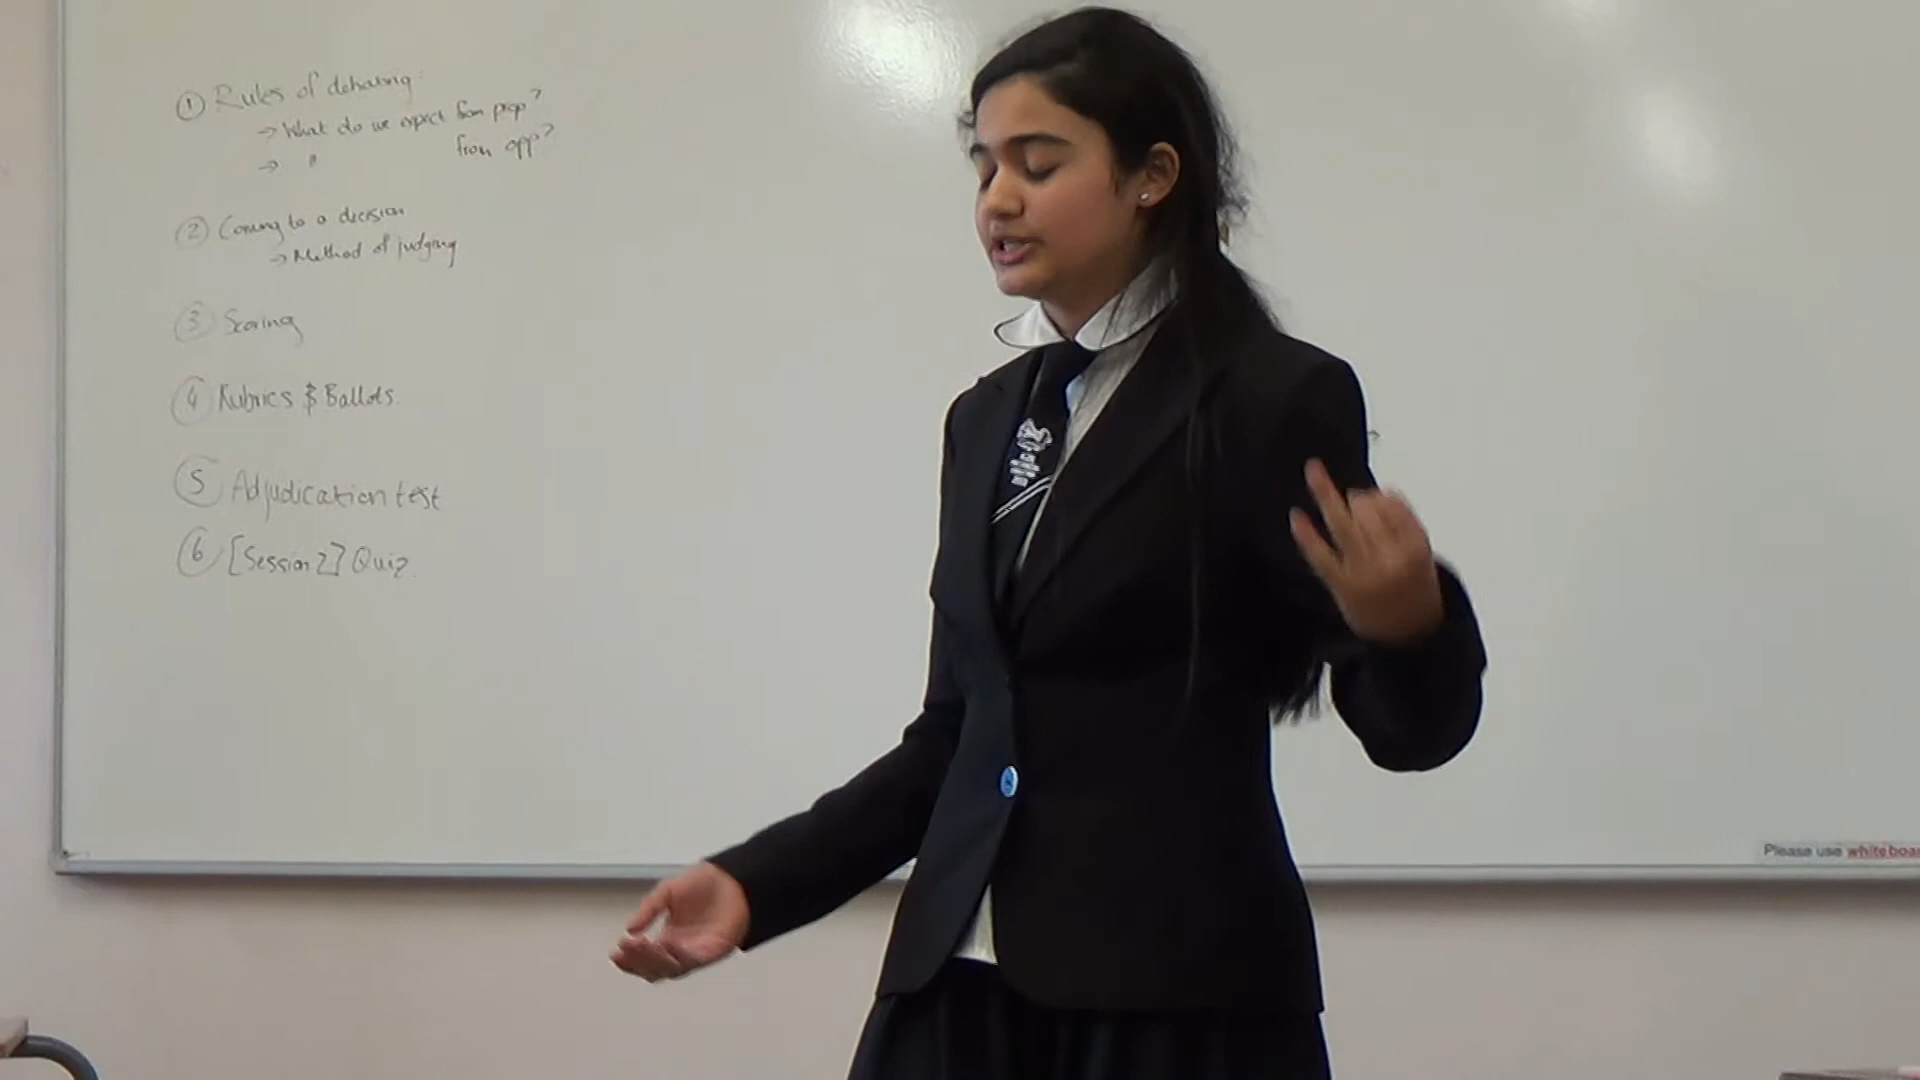 ① Rules of debating:
→ What do we expect from prop?
→ " from opp?
② Coming to a decision
→ Method of judging
③ Scoring
④ Rubrics & Ballots.
⑤ Adjudication test
⑥ [Session 2] Quiz.
Please use whiteboar